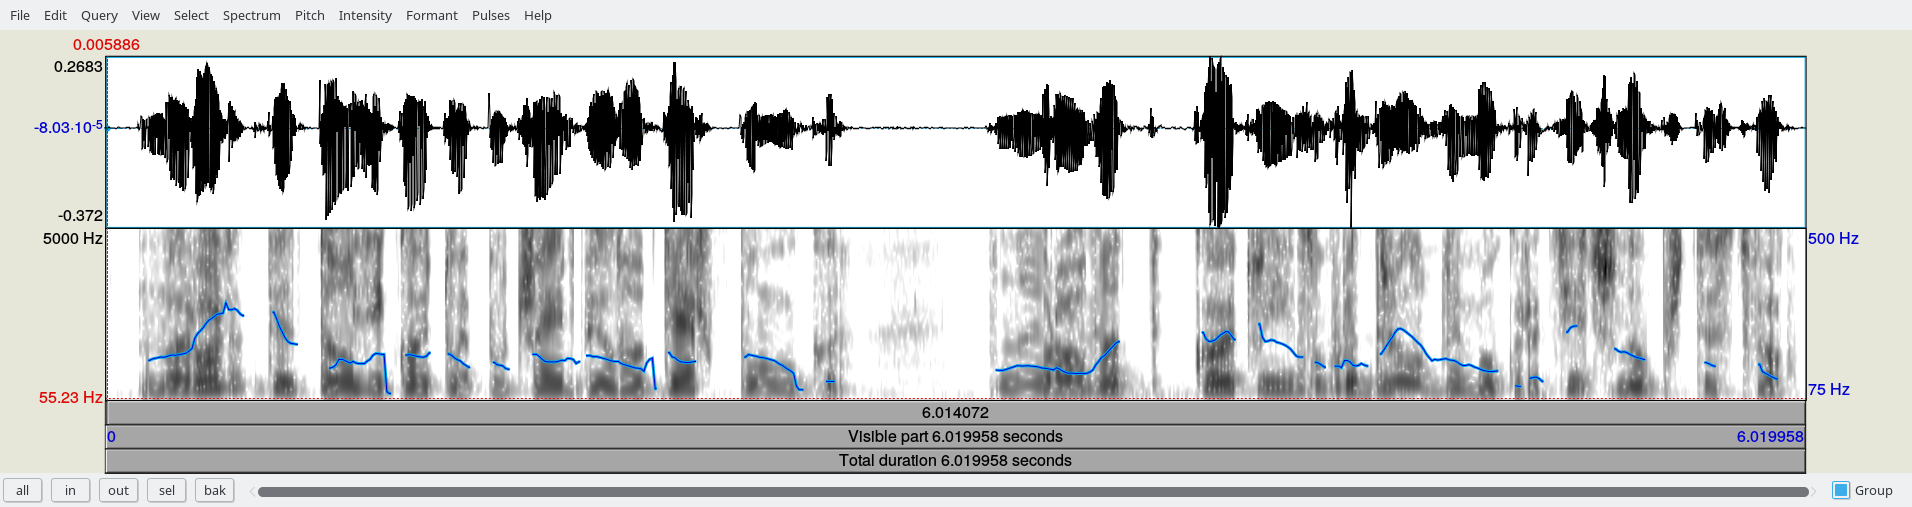 File Edit Query View Select Spectrum Pitch Intensity Formant Pulses Help
0.005886
0.2683
-8.03·10⁻⁵
-0.372
5000 Hz
500 Hz
55.23 Hz
75 Hz
6.014072
0 Visible part 6.019958 seconds 6.019958
Total duration 6.019958 seconds
all in out sel bak Group